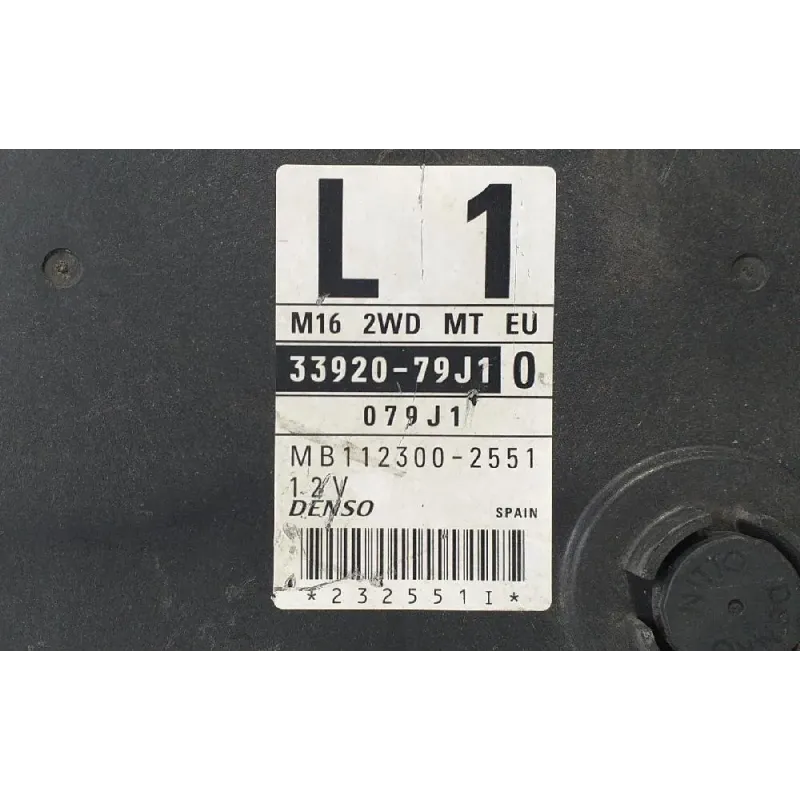 L 1
M16 2WD MT EU
33920-79J1 0
079J1
MB112300-2551
12V
DENSO SPAIN
*232551I*